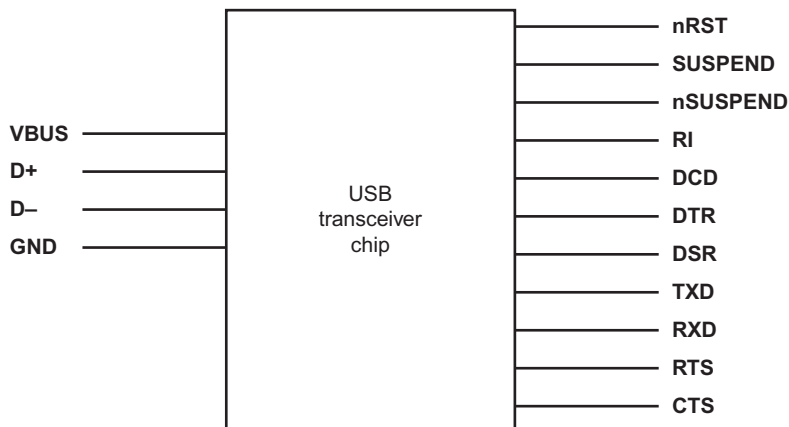 VBUS
D+
D–
GND
USB
transceiver
chip
nRST
SUSPEND
nSUSPEND
RI
DCD
DTR
DSR
TXD
RXD
RTS
CTS